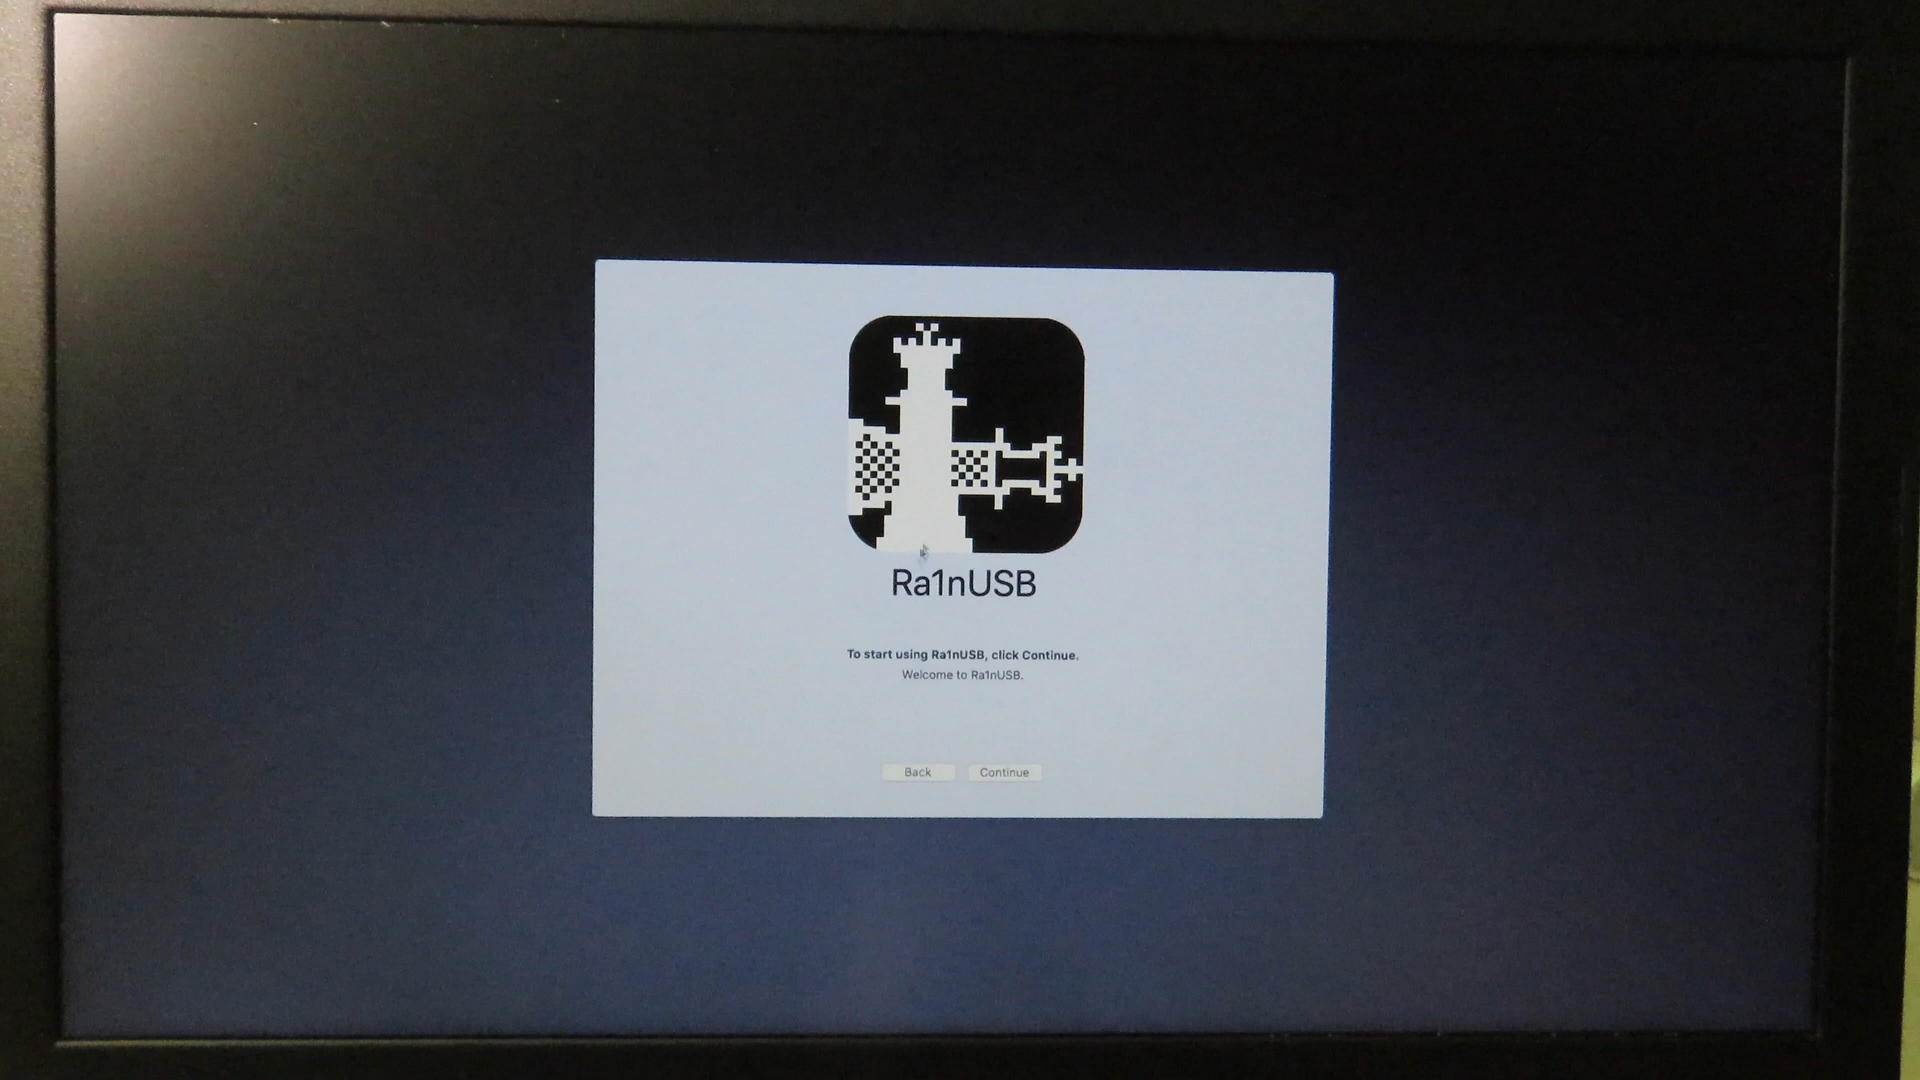 Ra1nUSB
To start using Ra1nUSB, click Continue.
Welcome to Ra1nUSB.
Back
Continue